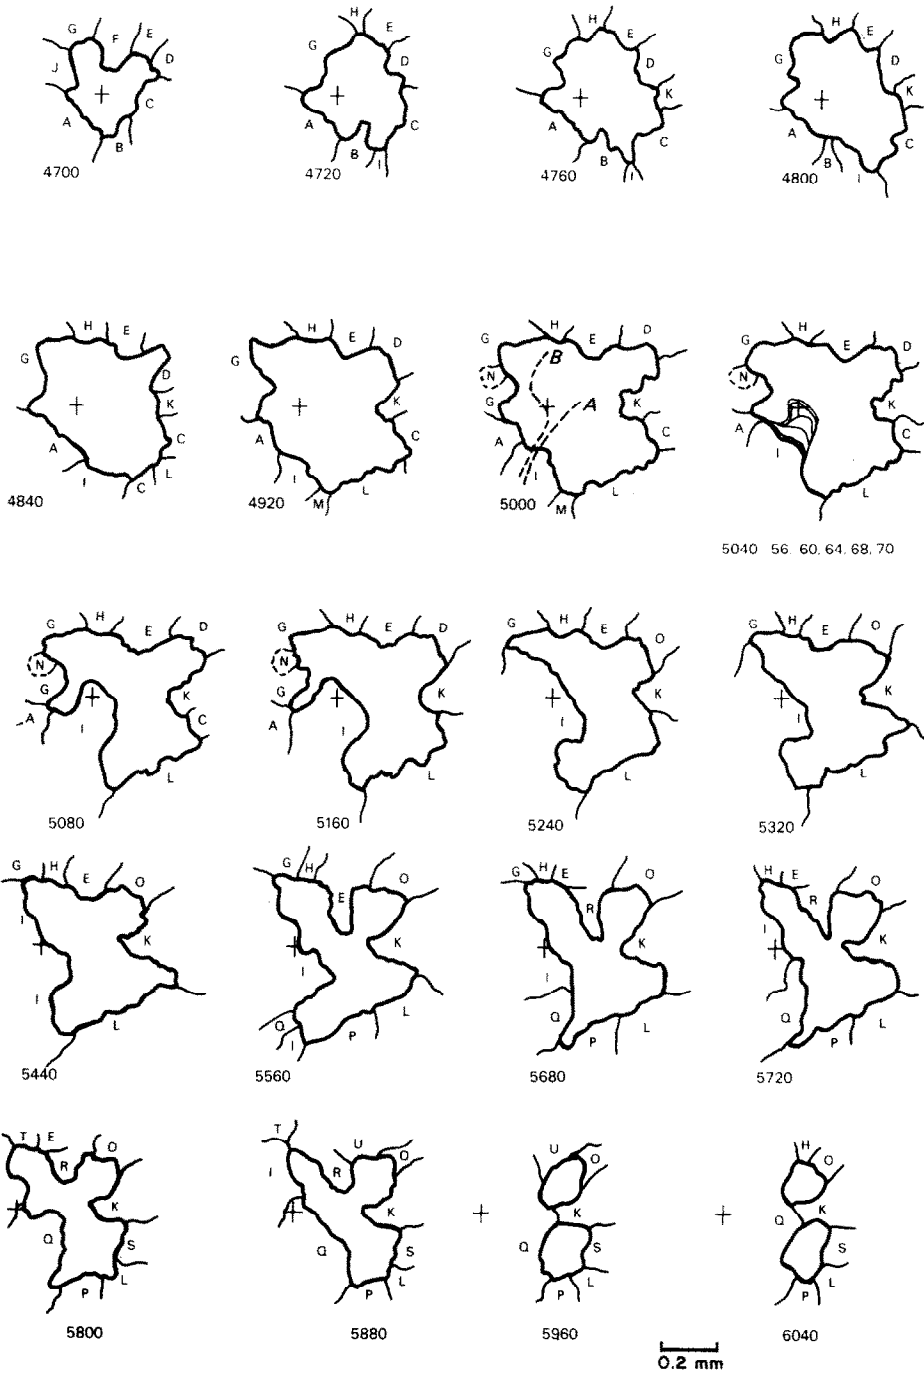 G F E D
J C
A B
4700
H E
G D
A C
B I
4720
H E
G D
K
A C
B I
4760
H E
G D
K
A C
B I
4800
H E
G D
K
A C
I C L
4840
H E
G D
K
A C
I L
M
4920
G H E D
N B
G A K
A C
I L
M
5000
G H E D
N
A K
I C
L
5040 56, 60, 64, 68, 70
G H E D
N
G K
A C
I L
5080
G H E D
N
G K
A I
L
5160
G H E O
K
I
L
5240
G H E O
K
I
L
5320
G H E O
I K
I L
5440
G H E O
K
I
Q P L
I
5560
G H E O
R
K
I
Q P L
5680
H E R O
I K
Q P L
5720
T E R O
K
Q S
P L
5800
T U
I R O
K
Q S
P L
5880
U O
K
Q S
P L
5960
H O
Q
S
P L
6040
0.2 mm